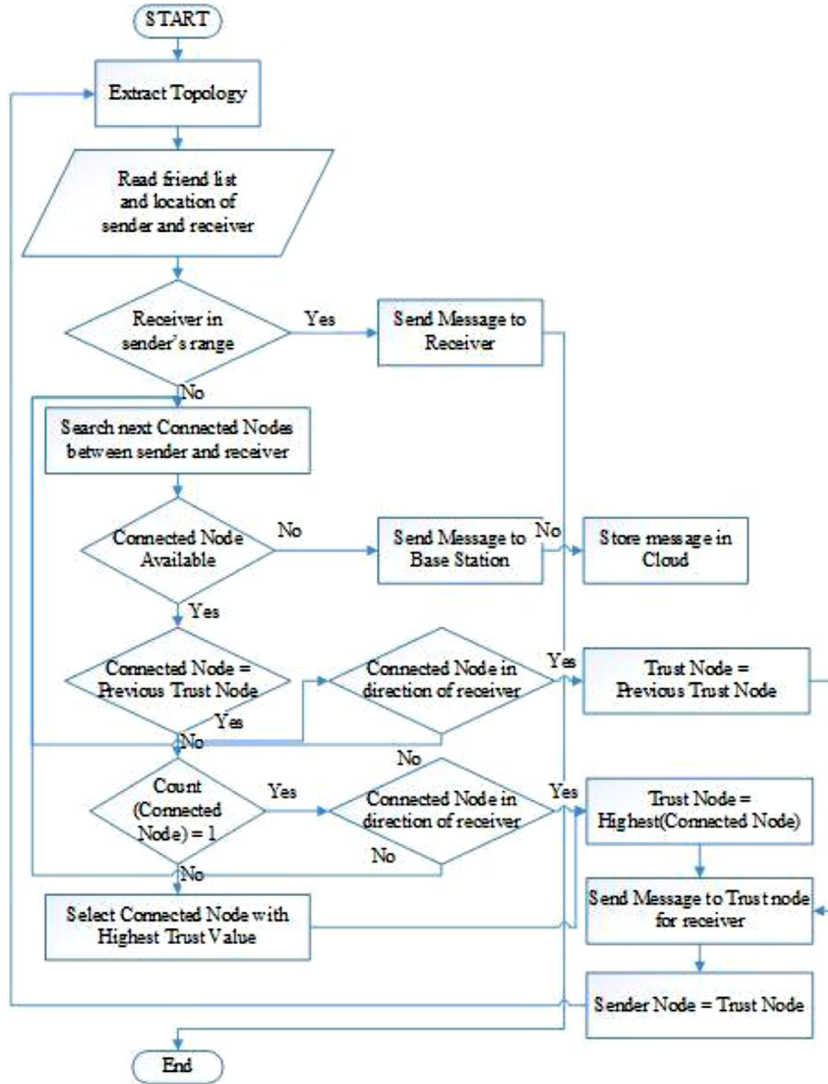 START
Extract Topology
Read friend list
and location of
sender and receiver
Receiver in
sender's range
Yes
Send Message to
Receiver
No
Search next Connected Nodes
between sender and receiver
Connected Node
Available
No
Send Message to
Base Station
No
Store message in
Cloud
Yes
Connected Node =
Previous Trust Node
Connected Node in
direction of receiver
Yes
Trust Node =
Previous Trust Node
Yes
No
No
Count
(Connected
Node) = 1
Yes
Connected Node in
direction of receiver
Yes
Trust Node =
Highest(Connected Node)
No
No
Select Connected Node with
Highest Trust Value
Send Message to Trust node
for receiver
Sender Node = Trust Node
End